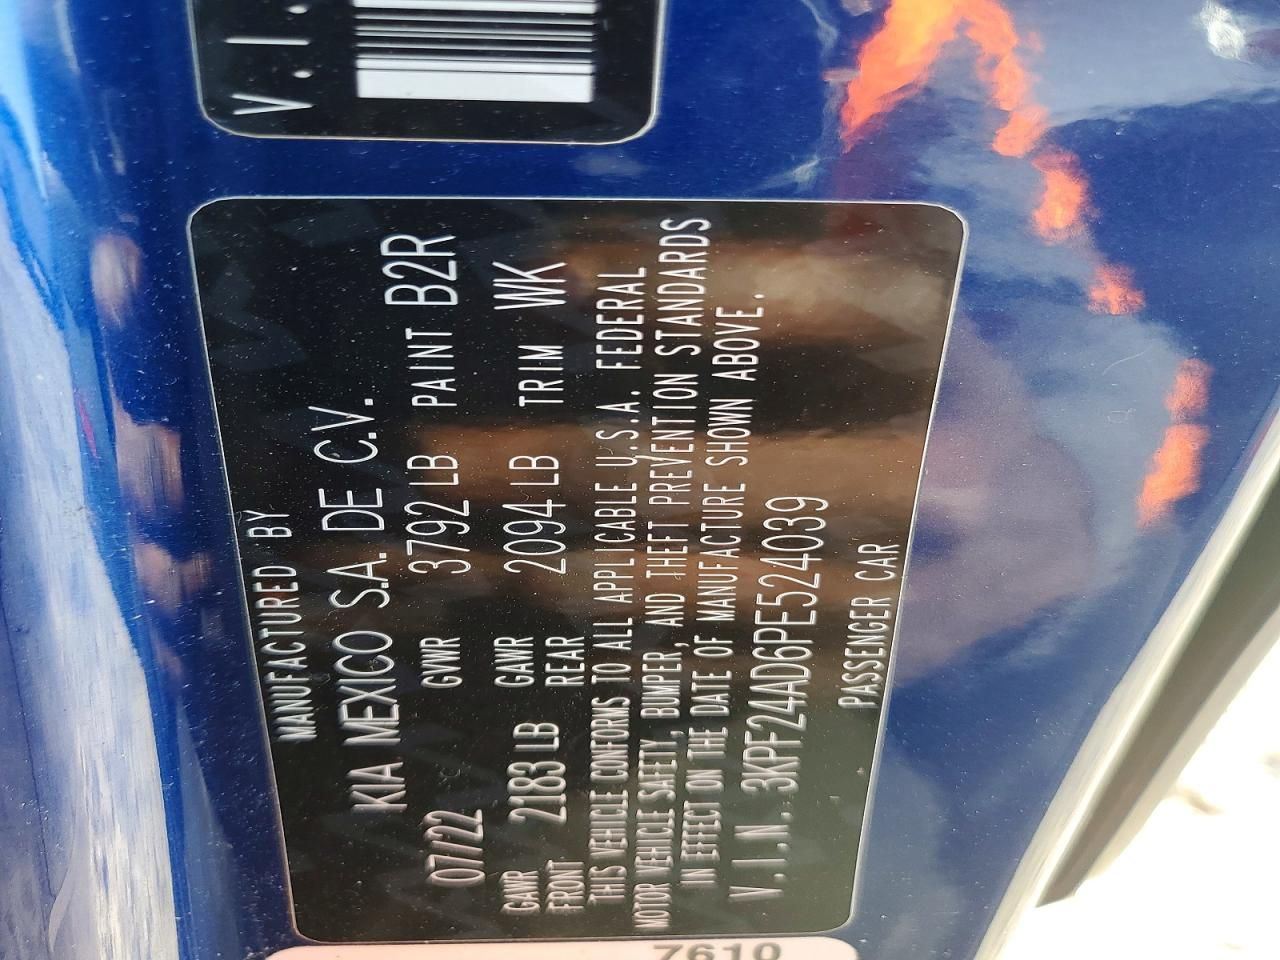 V.I.
MANUFACTURED BY
KIA MEXICO S.A. DE C.V.
07/22 GVWR 3792 LB PAINT B2R
GAWR FRONT 2183 LB GAWR REAR 2094 LB TRIM WK
THIS VEHICLE CONFORMS TO ALL APPLICABLE U.S.A. FEDERAL
MOTOR VEHICLE SAFETY, BUMPER, AND THEFT PREVENTION STANDARDS
IN EFFECT ON THE DATE OF MANUFACTURE SHOWN ABOVE.
V.I.N. 3KPF24AD6PE524039
PASSENGER CAR
7610